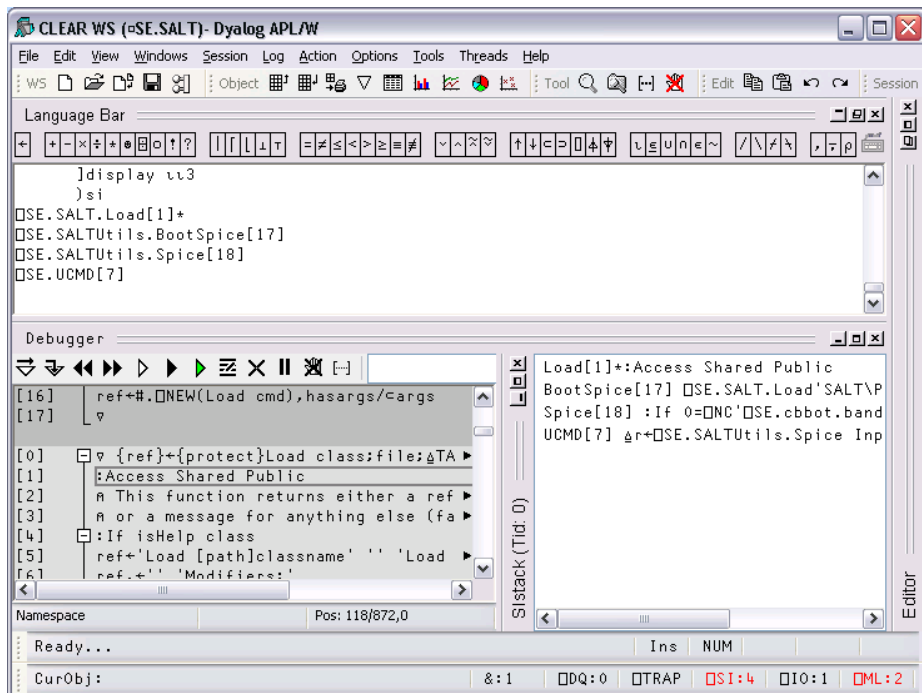 CLEAR WS (¤SE.SALT)- Dyalog APL/W
File Edit View Windows Session Log Action Options Tools Threads Help
WS Object Tool Edit Session
Language Bar
← + - × ÷ * ⍟ ⌹ ○ ! ? | ⌈ ⌊ ⊥ ⊤ = ≠ ≤ < > ≥ ≡ ≢ ∨ ∧ ⍲ ⍱ ↑ ↓ ⊂ ⊃ ⌷ ⍋ ⍒ ⍳ ⍷ ∪ ∩ ∊ ~ / \ ⌿ ⍀ , ⍪ ⍴
]display ⍳⍳3
)si
⎕SE.SALT.Load[1]*
⎕SE.SALTUtils.BootSpice[17]
⎕SE.SALTUtils.Spice[18]
⎕SE.UCMD[7]
Debugger
[16] ref←#.⎕NEW(Load cmd),hasargs/⊂args
[17] ∇
[0] ∇ {ref}←{protect}Load class;file;⍙TA
[1] :Access Shared Public
[2] ⍝ This function returns either a ref
[3] ⍝ or a message for anything else (fa
[4] :If isHelp class
[5] ref←'Load [path]classname' '' 'Load
[6] ref,←'' 'Modifiers:'
Namespace Pos: 118/872,0
SIstack (Tid: 0)
Load[1]*:Access Shared Public
BootSpice[17] ⎕SE.SALT.Load'SALT\P
Spice[18] :If 0=⎕NC'⎕SE.cbbot.band
UCMD[7] ⍙r←⎕SE.SALTUtils.Spice Inp
Editor
Ready... Ins NUM
CurObj: &:1 ⎕DQ:0 ⎕TRAP ⎕SI:4 ⎕IO:1 ⎕ML:2